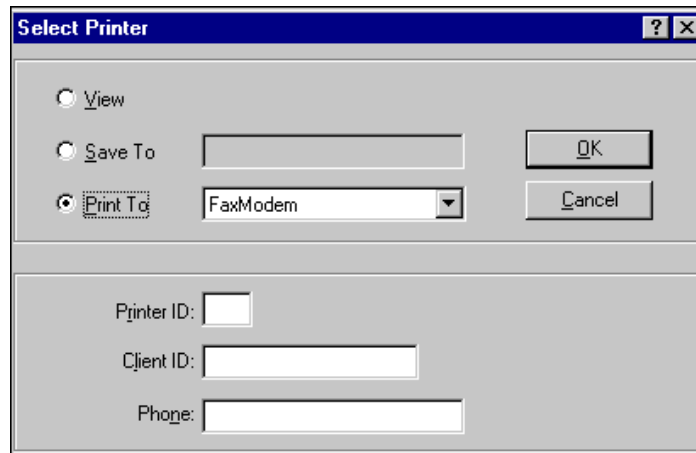 Select Printer
View
Save To
OK
Print To FaxModem
Cancel
Printer ID:
Client ID:
Phone: